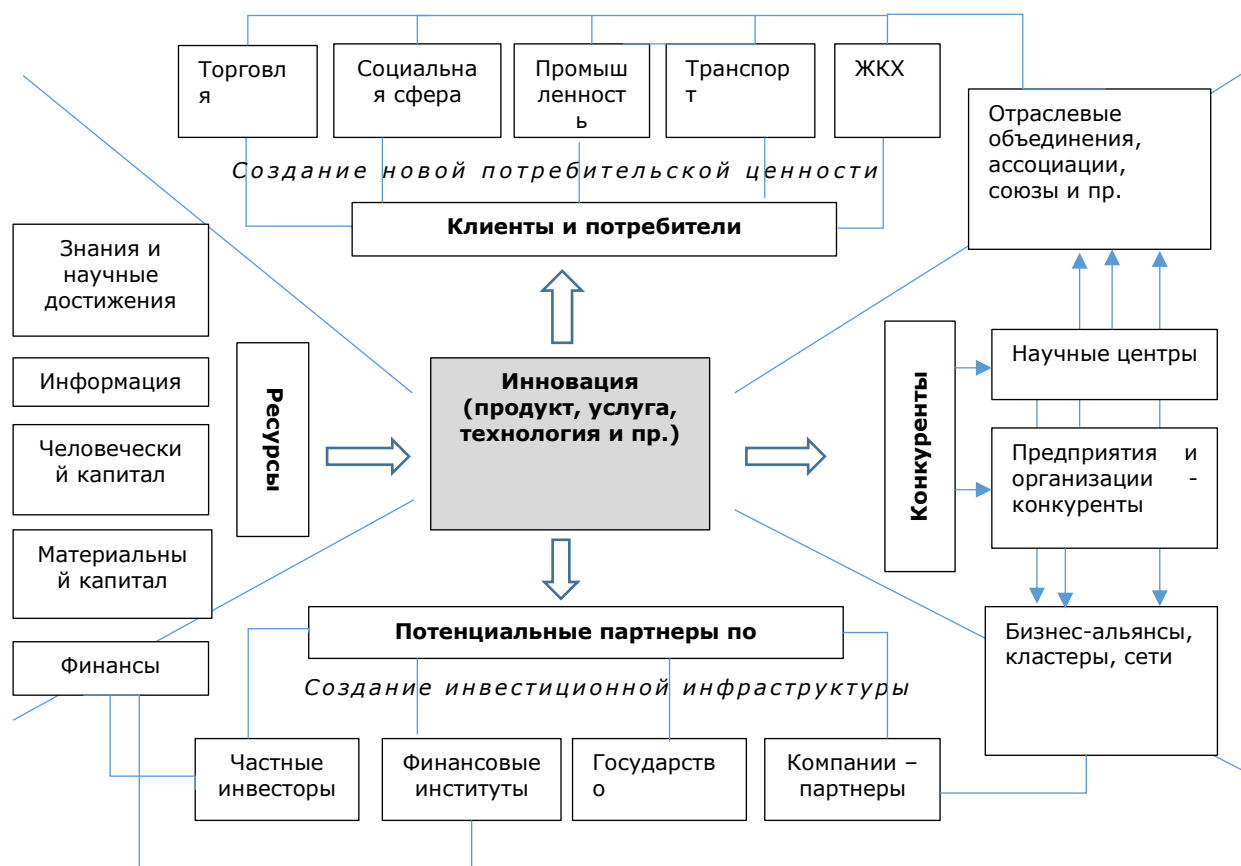 Торговл
я
Социальна
я сфера
Промыш
ленност
ь
Транспор
т
ЖКХ
Отраслевые
объединения,
ассоциации,
союзы и пр.
Создание новой потребительской ценности
Клиенты и потребители
Знания и
научные
достижения
Информация
Человечески
й капитал
Материальны
й капитал
Финансы
Ресурсы
Инновация
(продукт, услуга,
технология и пр.)
Конкуренты
Научные центры
Предприятия и
организации -
конкуренты
Бизнес-альянсы,
кластеры, сети
Потенциальные партнеры по
Создание инвестиционной инфраструктуры
Частные
инвесторы
Финансовые
институты
Государств
о
Компании –
партнеры